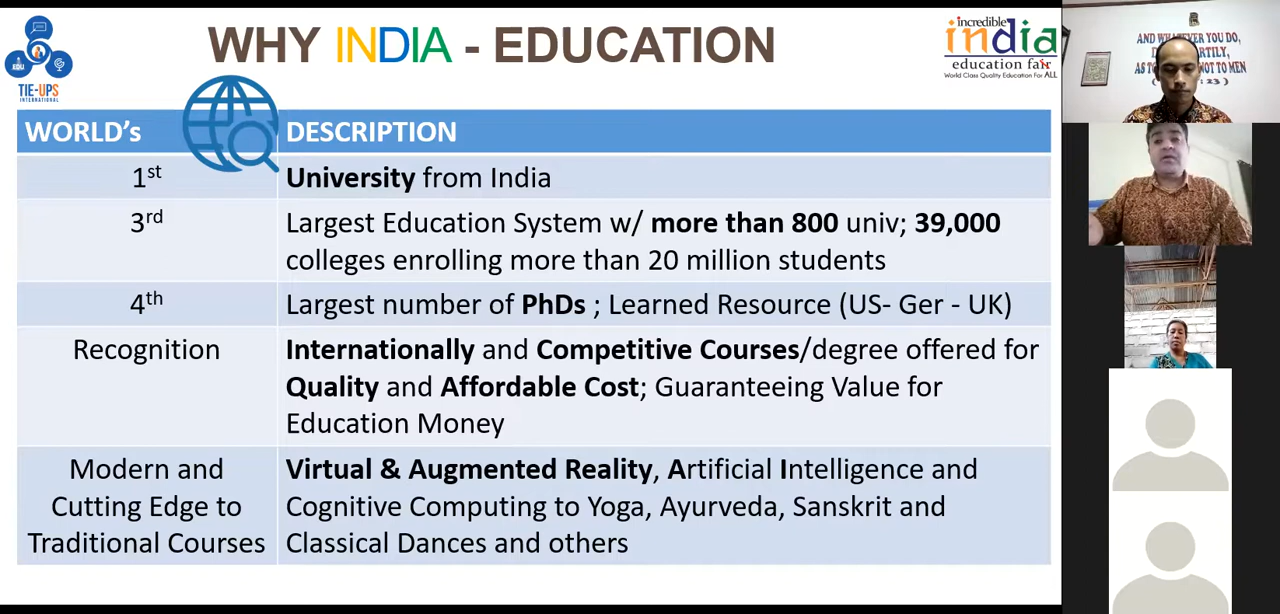 WHY INDIA - EDUCATION
TIE-UPS
INTERNATIONAL
EDU
incredible
india
education fair
World Class Quality Education For ALL
WORLD's DESCRIPTION
1st University from India
3rd Largest Education System w/ more than 800 univ; 39,000
colleges enrolling more than 20 million students
4th Largest number of PhDs ; Learned Resource (US- Ger - UK)
Recognition Internationally and Competitive Courses/degree offered for
Quality and Affordable Cost; Guaranteeing Value for
Education Money
Modern and Virtual & Augmented Reality, Artificial Intelligence and
Cutting Edge to Cognitive Computing to Yoga, Ayurveda, Sanskrit and
Traditional Courses Classical Dances and others
AND WHATEVER YOU DO,
NOT TO MEN